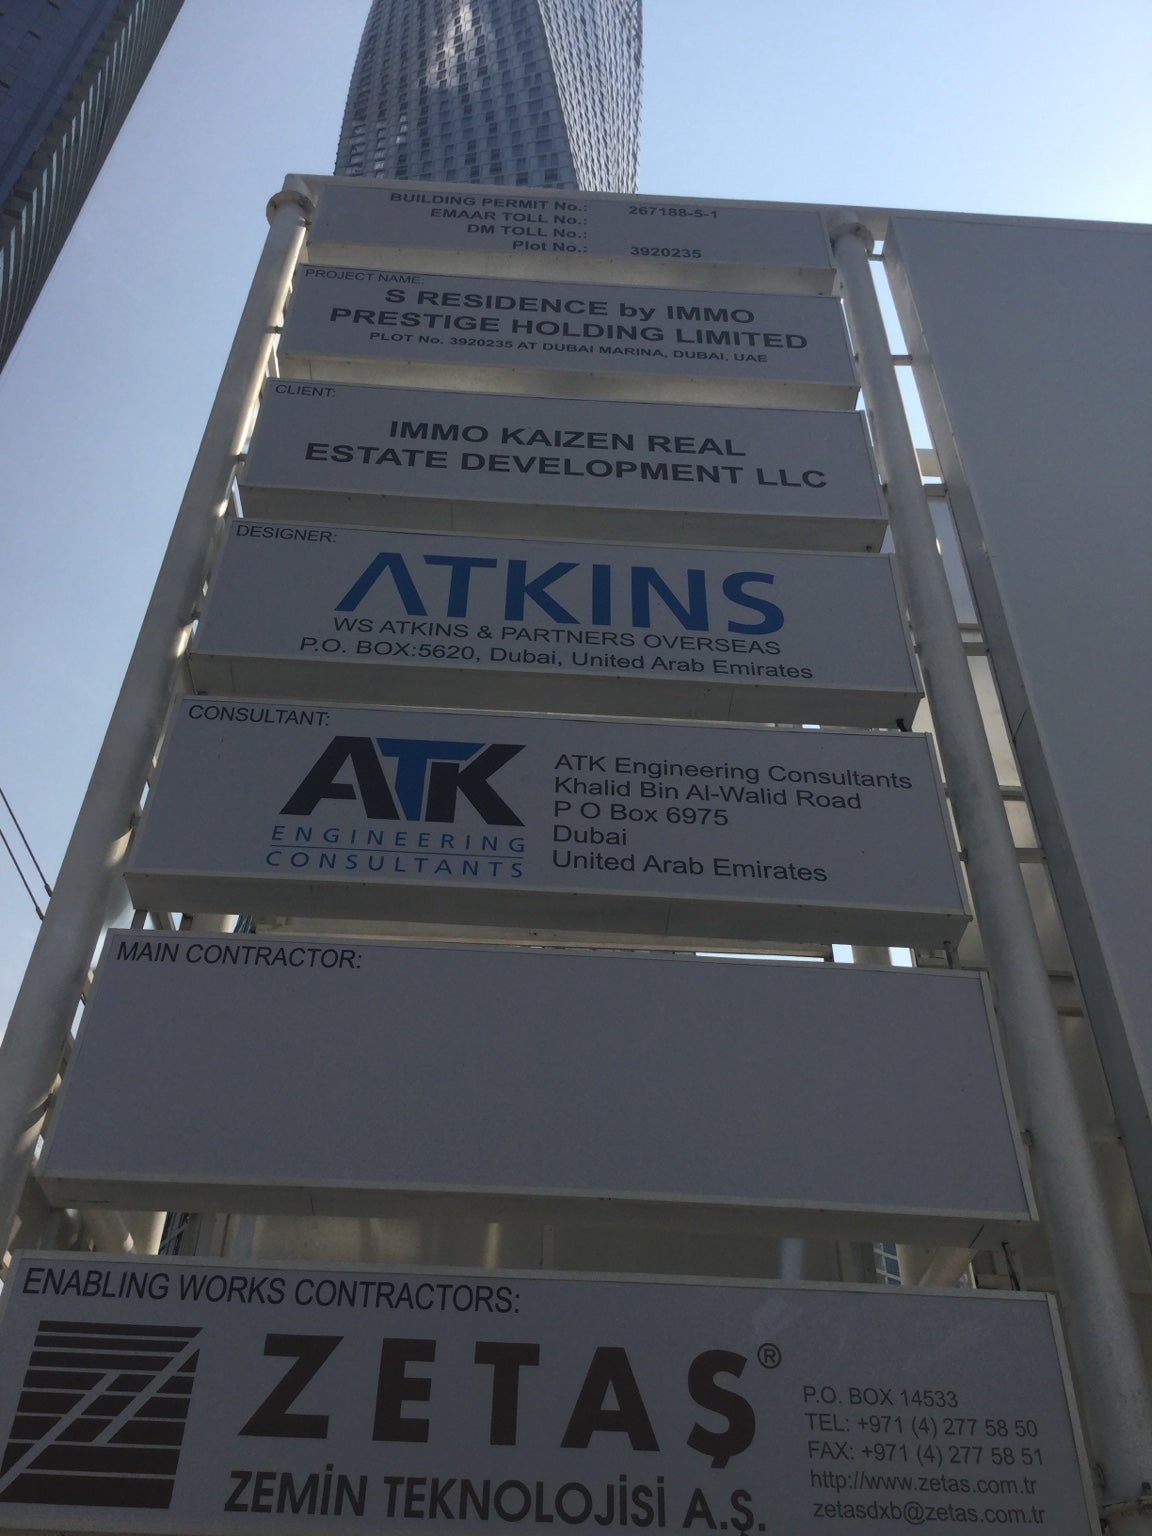 BUILDING PERMIT No.: 267188-5-1
EMAAR TOLL No.:
DM TOLL No.:
Plot No.: 3920235
PROJECT NAME:
S RESIDENCE by IMMO
PRESTIGE HOLDING LIMITED
PLOT No. 3920235 AT DUBAI MARINA, DUBAI, UAE
CLIENT:
IMMO KAIZEN REAL
ESTATE DEVELOPMENT LLC
DESIGNER:
ATKINS
WS ATKINS & PARTNERS OVERSEAS
P.O. BOX:5620, Dubai, United Arab Emirates
CONSULTANT:
ATK
ENGINEERING
CONSULTANTS
ATK Engineering Consultants
Khalid Bin Al-Walid Road
P O Box 6975
Dubai
United Arab Emirates
MAIN CONTRACTOR:
ENABLING WORKS CONTRACTORS:
ZETAŞ®
ZEMİN TEKNOLOJİSİ A.Ş.
P.O. BOX 14533
TEL: +971 (4) 277 58 50
FAX: +971 (4) 277 58 51
http://www.zetas.com.tr
zetasdxb@zetas.com.tr